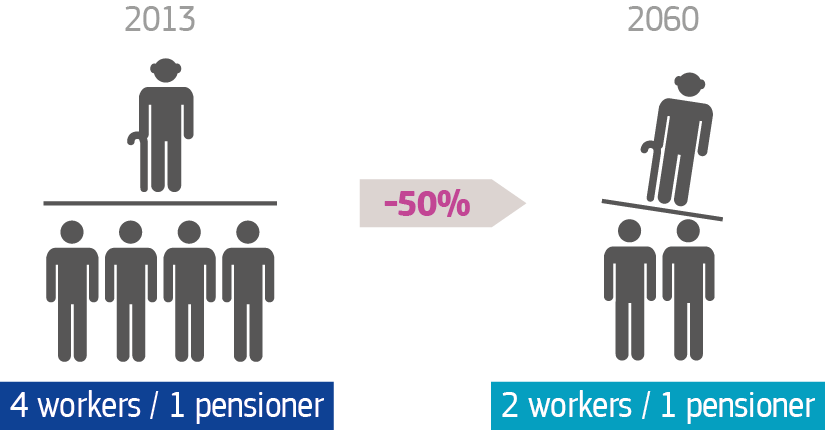 2013
2060
-50%
4 workers / 1 pensioner
2 workers / 1 pensioner